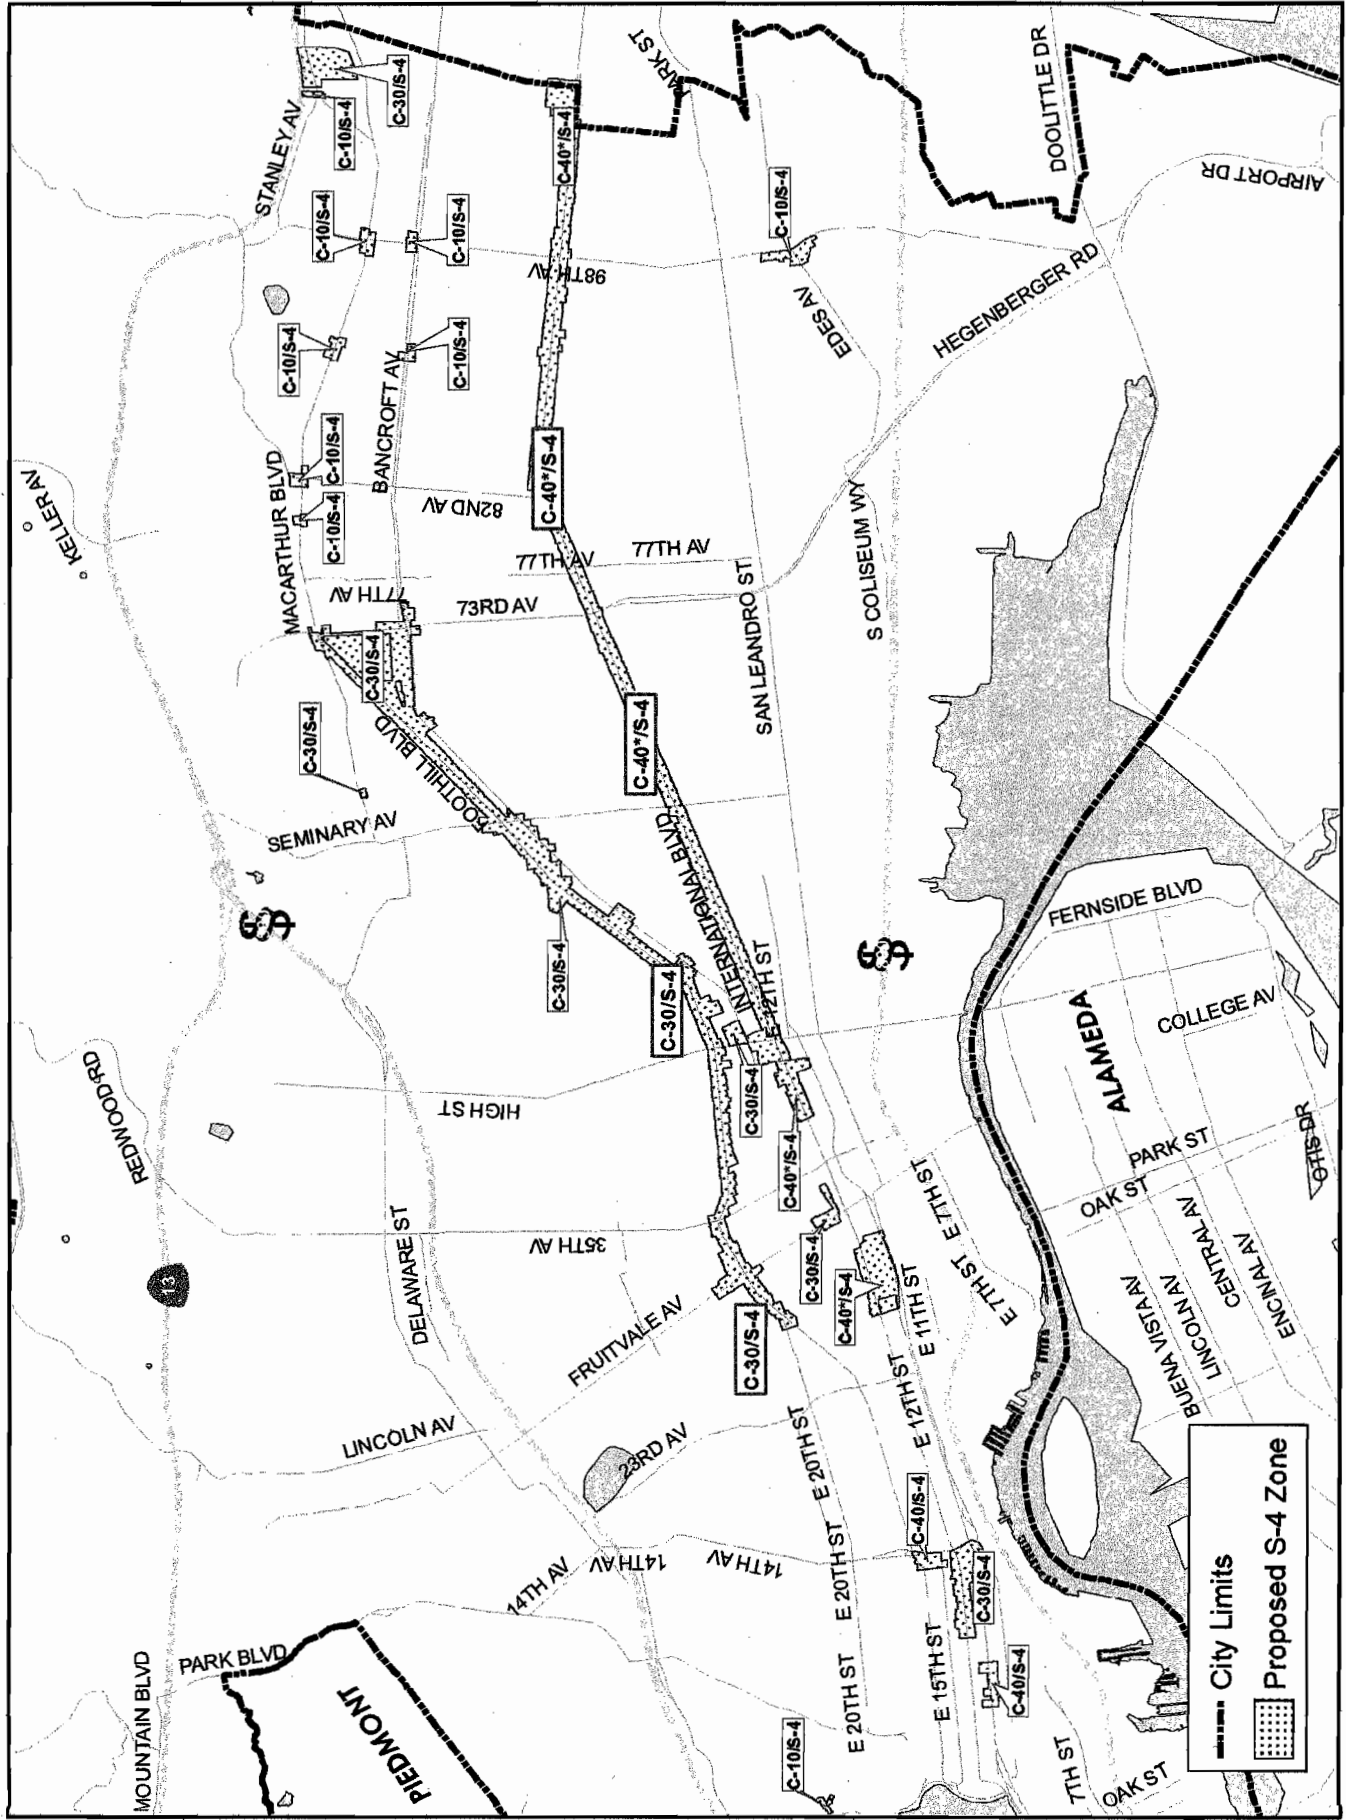 STANLEY AV
C-30/S-4
C-10/S-4
C-10/S-4
C-10/S-4
C-10/S-4
C-10/S-4
C-10/S-4
C-10/S-4
C-10/S-4
KELLER AV
MACARTHUR BLVD
BANCROFT AV
98TH AV
C-40*/S-4
PARK ST
DOOLITTLE DR
AIRPORT DR
EDES AV
HEGENBERGER RD
82ND AV
C-40*/S-4
77TH AV
77TH AV
77TH AV
73RD AV
SAN LEANDRO ST
S COLISEUM WY
C-30/S-4
C-30/S-4
FOOTHILL BLVD
C-40*/S-4
SEMINARY AV
INTERNATIONAL BLVD
E 12TH ST
C-30/S-4
C-30/S-4
C-30/S-4
C-40*/S-4
FERNSIDE BLVD
ALAMEDA
COLLEGE AV
PARK ST
OAK ST
OTIS DR
CENTRAL AV
ENCINAL AV
LINCOLN AV
BUENA VISTA AV
REDWOOD RD
HIGH ST
13
DELAWARE ST
35TH AV
FRUITVALE AV
C-30/S-4
C-30/S-4
C-40*/S-4
E 7TH ST
E 7TH ST
E 11TH ST
E 12TH ST
LINCOLN AV
23RD AV
E 20TH ST
E 20TH ST
E 20TH ST
E 20TH ST
14TH AV
14TH AV
14TH AV
C-40/S-4
C-30/S-4
C-40/S-4
E 15TH ST
MOUNTAIN BLVD
PARK BLVD
PIEDMONT
C-10/S-4
7TH ST
OAK ST
City Limits
Proposed S-4 Zone